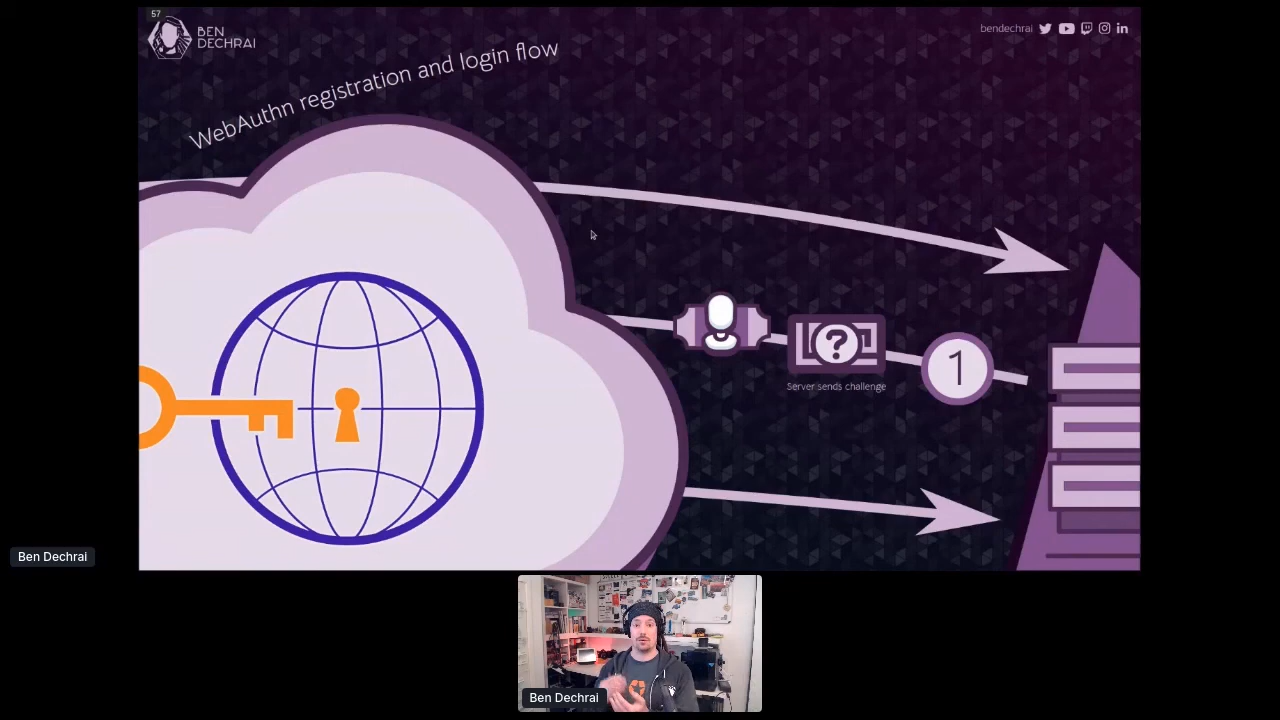 57
BEN
DECHRAI
bendechrai
WebAuthn registration and login flow
?
1
Server sends challenge
Ben Dechrai
Ben Dechrai